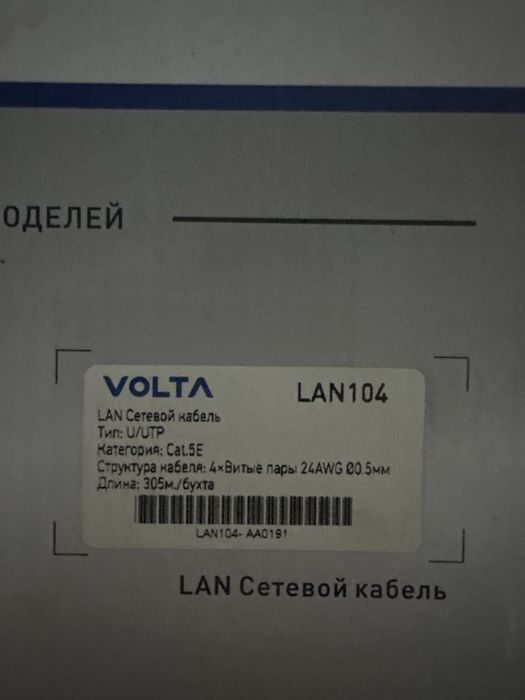 ОДЕЛЕЙ
VOLTA LAN104
LAN Сетевой кабель
Тип: U/UTP
Категория: Cat.5E
Структура кабеля: 4×Витые пары 24AWG Ø0.5мм
Длина: 305м./бухта
LAN104- AA0191
LAN Сетевой кабель